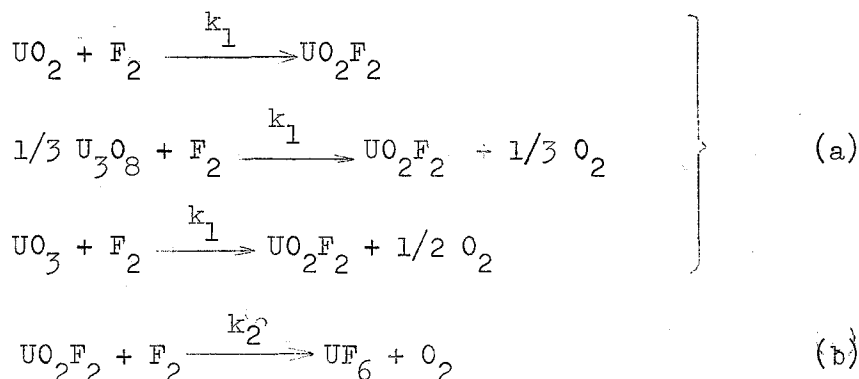 k1
UO2 + F2 ⟶ UO2F2
k1
1/3 U3O8 + F2 ⟶ UO2F2 + 1/3 O2
(a)
k1
UO3 + F2 ⟶ UO2F2 + 1/2 O2
k2
UO2F2 + F2 ⟶ UF6 + O2
(b)